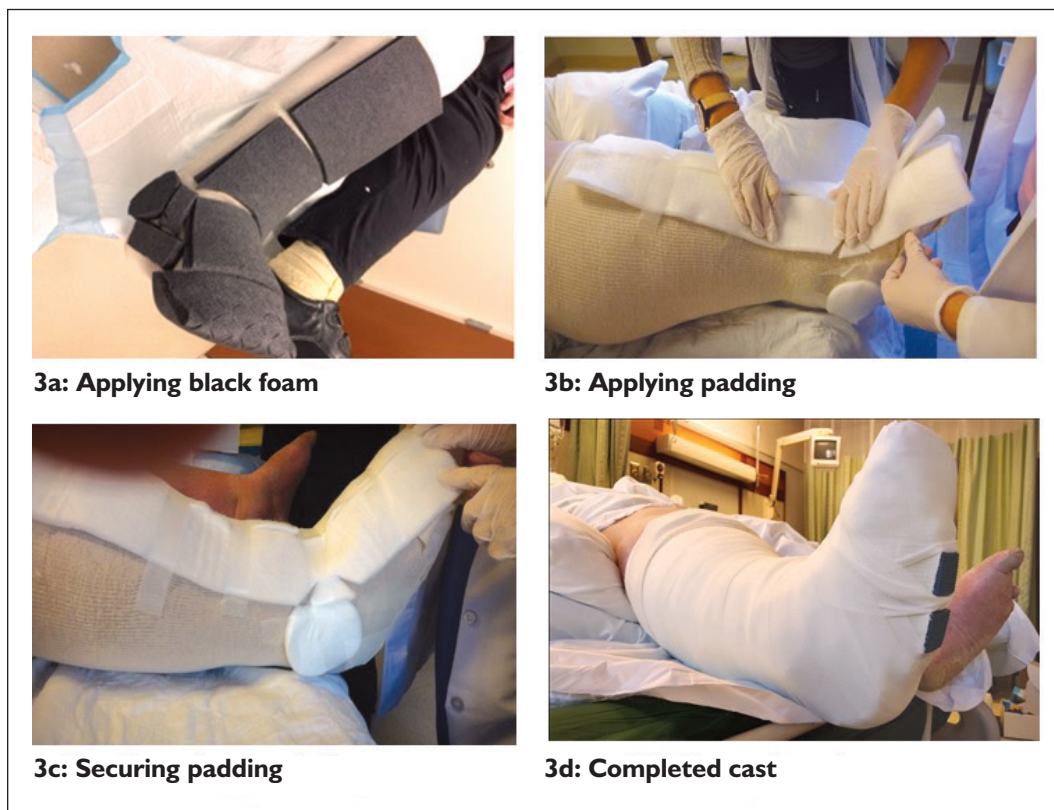 3a: Applying black foam
3b: Applying padding
3c: Securing padding
3d: Completed cast